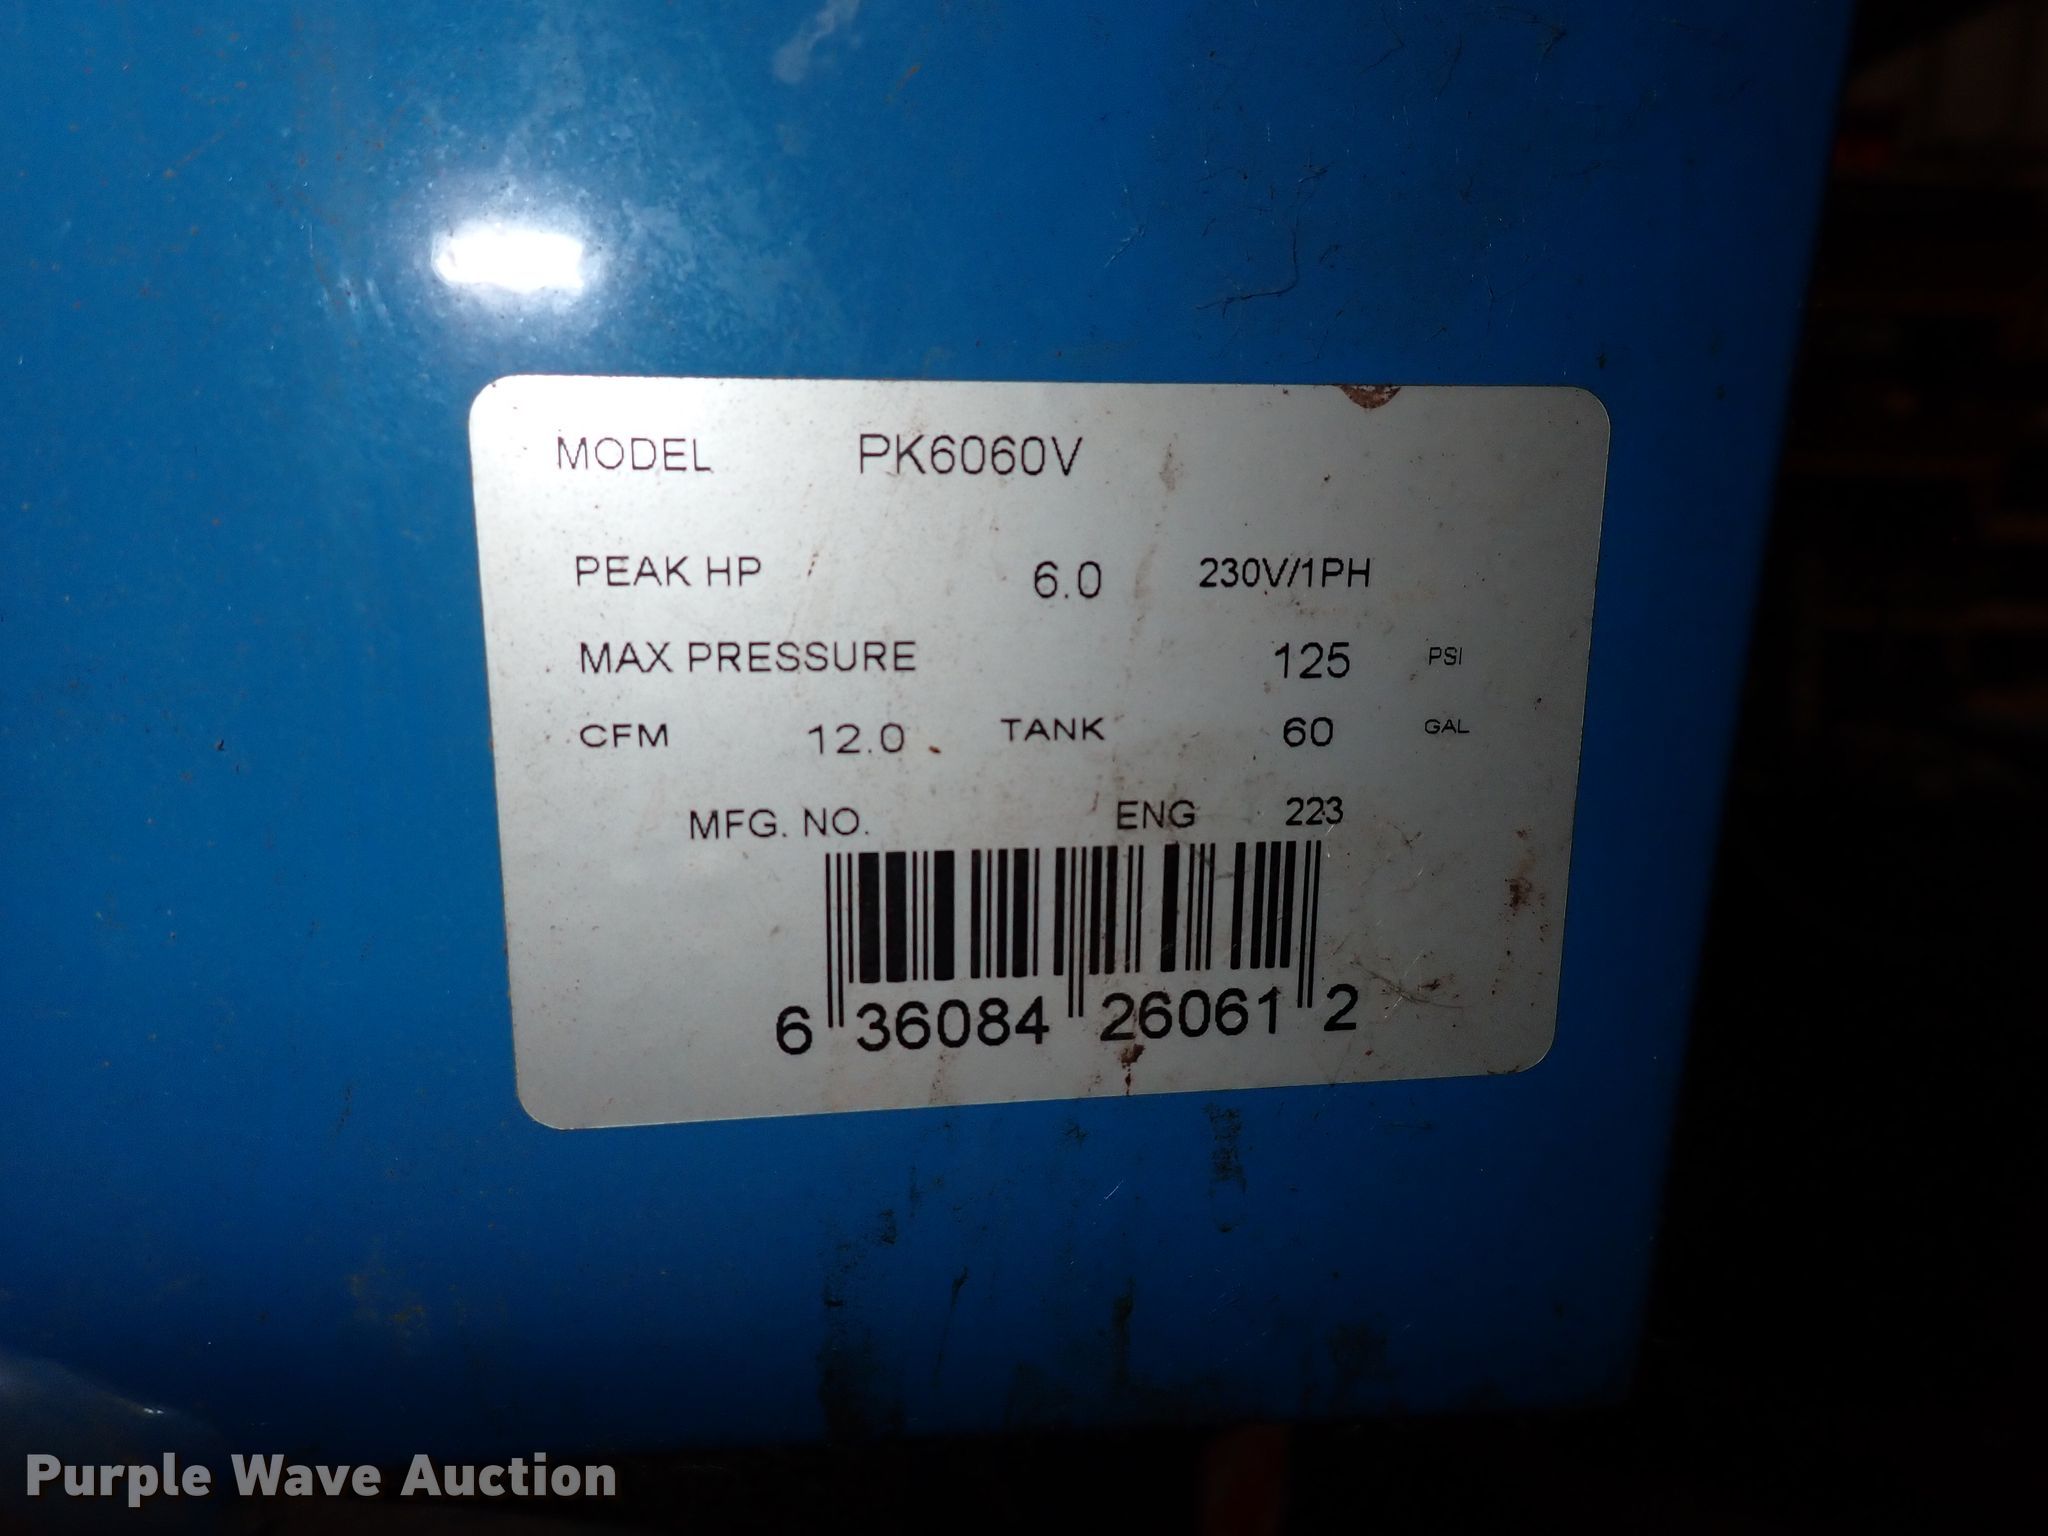 MODEL PK6060V
PEAK HP 6.0 230V/1PH
MAX PRESSURE 125 PSI
CFM 12.0 TANK 60 GAL
MFG. NO. ENG 223
6 36084 26061 2
Purple Wave Auction